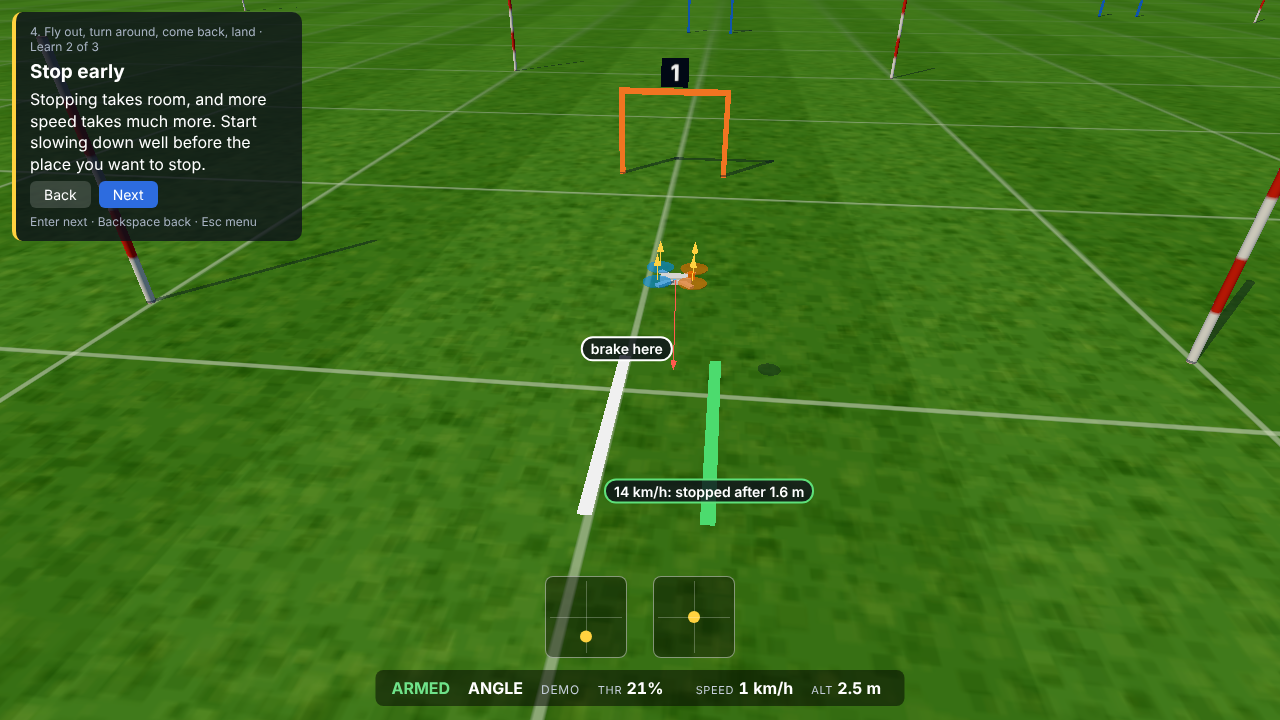 4. Fly out, turn around, come back, land ·
Learn 2 of 3
Stop early
Stopping takes room, and more
speed takes much more. Start
slowing down well before the
place you want to stop.
Back Next
Enter next · Backspace back · Esc menu
1
brake here
14 km/h: stopped after 1.6 m
ARMED ANGLE DEMO THR 21% SPEED 1 km/h ALT 2.5 m